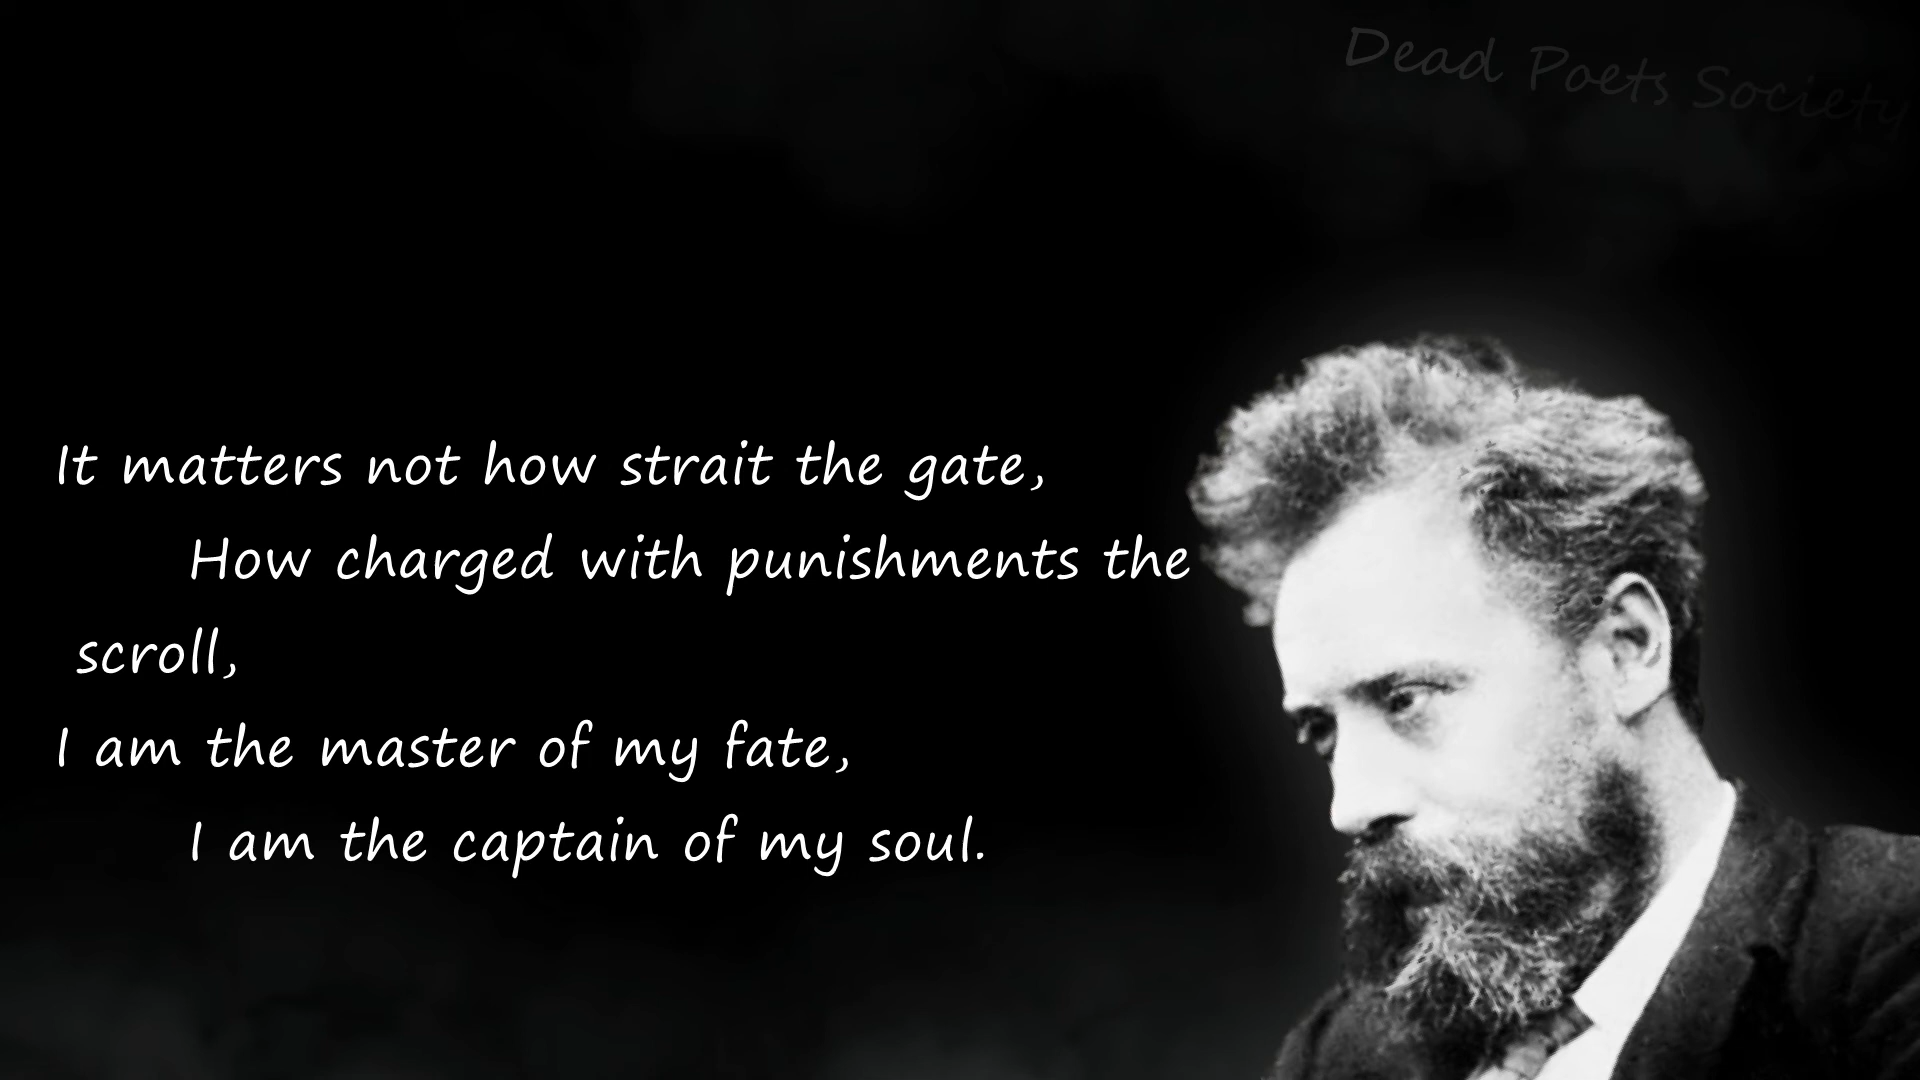 Dead Poets Society
It matters not how strait the gate,
How charged with punishments the
scroll,
I am the master of my fate,
I am the captain of my soul.